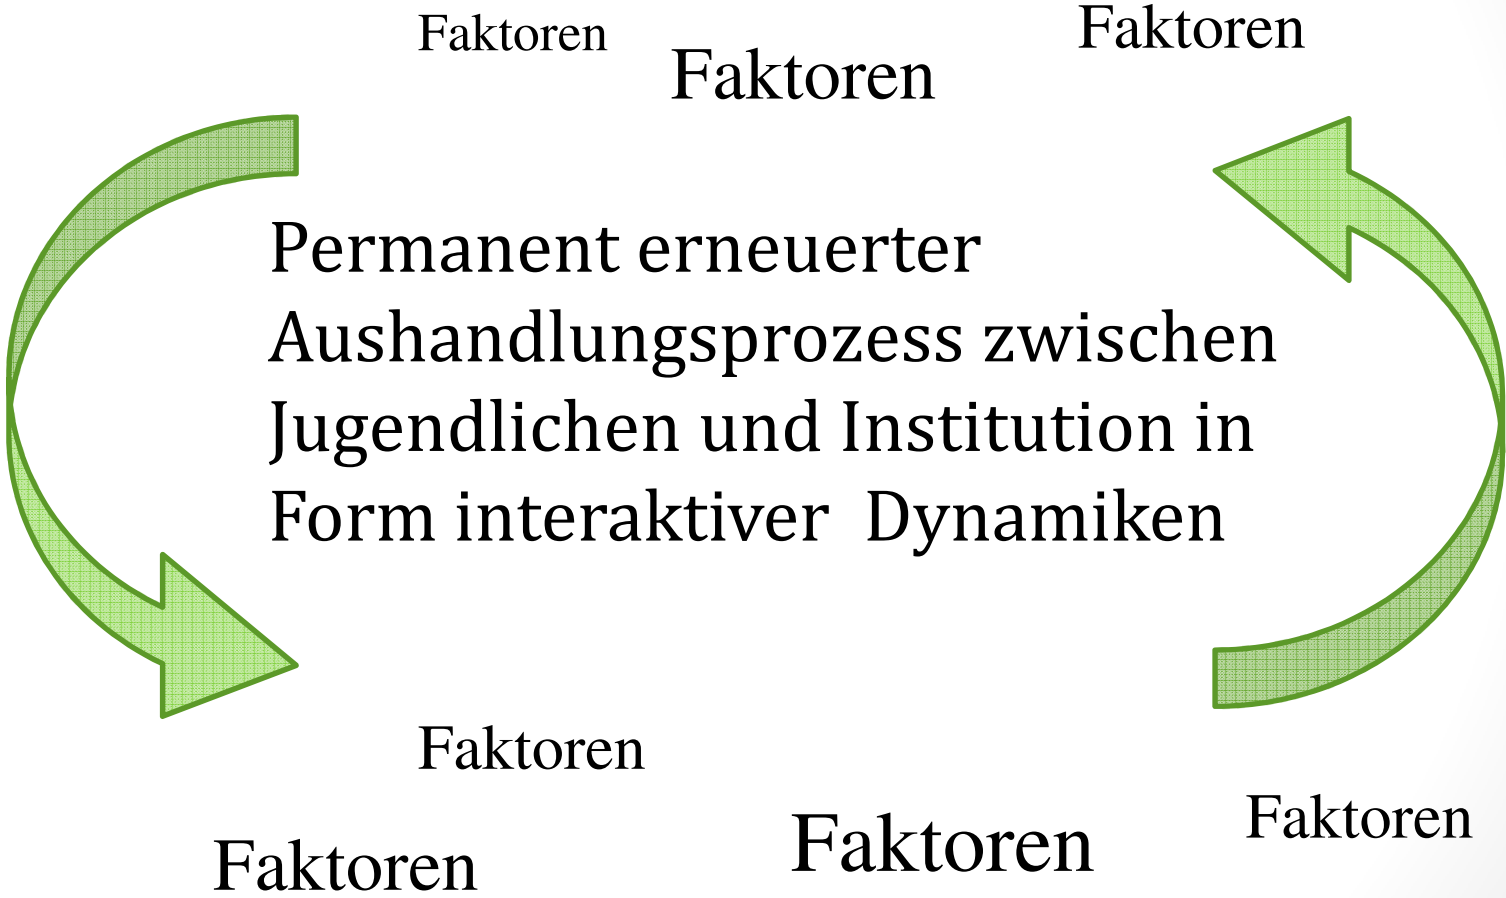 Faktoren
Faktoren
Faktoren
Permanent erneuerter
Aushandlungsprozess zwischen
Jugendlichen und Institution in
Form interaktiver  Dynamiken
Faktoren
Faktoren
Faktoren
Faktoren